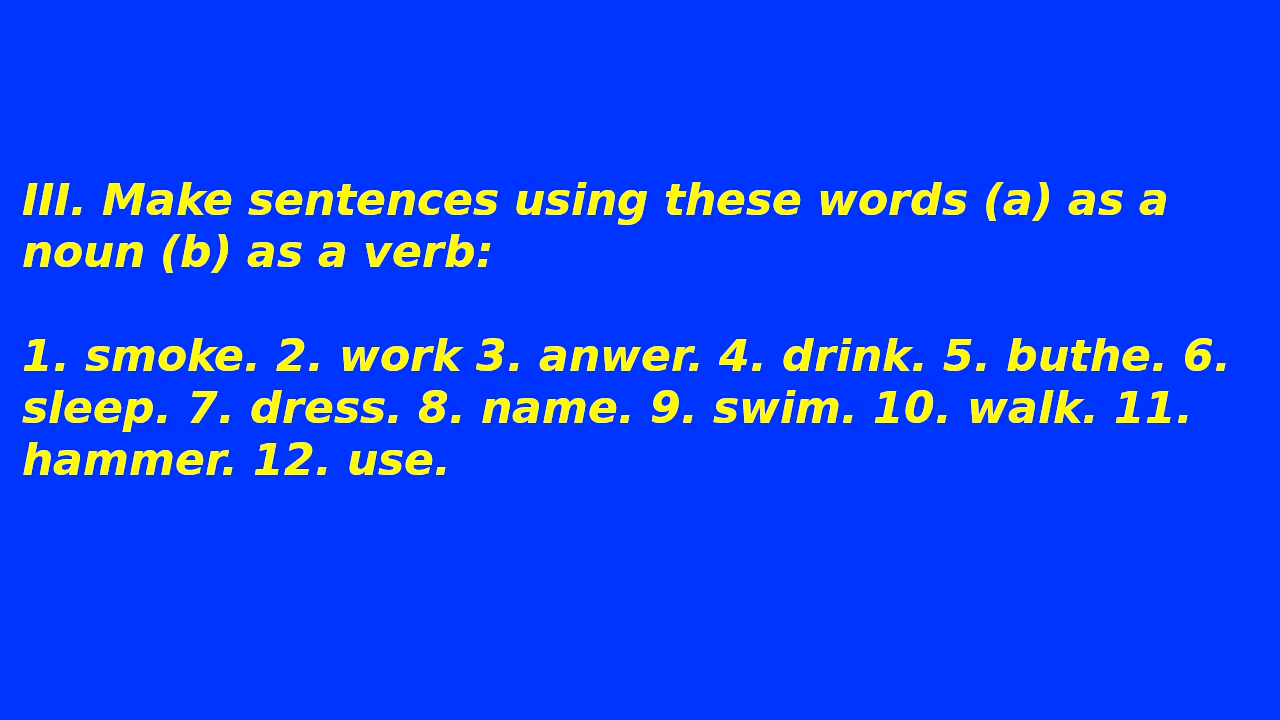 III. Make sentences using these words (a) as a
noun (b) as a verb:
1. smoke. 2. work 3. anwer. 4. drink. 5. buthe. 6.
sleep. 7. dress. 8. name. 9. swim. 10. walk. 11.
hammer. 12. use.